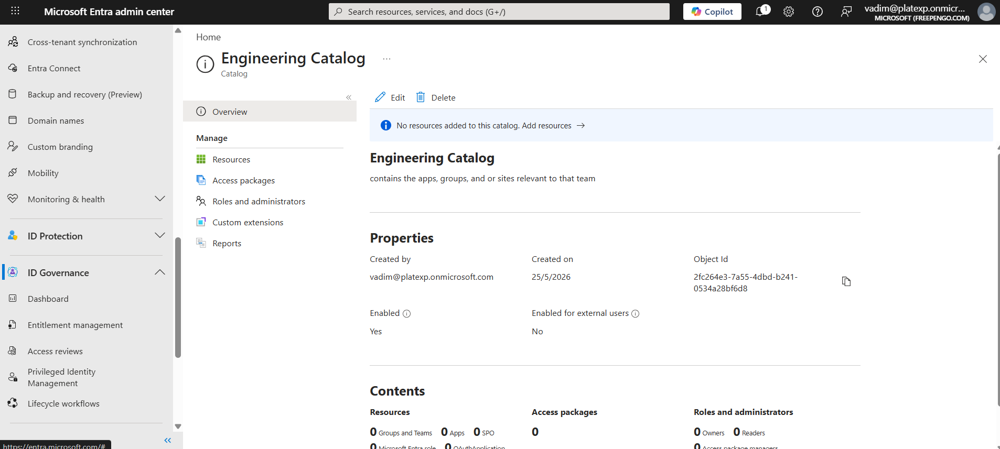 Microsoft Entra admin center
Search resources, services, and docs (G+/)
Copilot
1
vadim@platexp.onmicr...
MICROSOFT (FREEPENGO.COM)
Cross-tenant synchronization
Entra Connect
Backup and recovery (Preview)
Domain names
Custom branding
Mobility
Monitoring & health
ID Protection
ID Governance
Dashboard
Entitlement management
Access reviews
Privileged Identity
Management
Lifecycle workflows
https://entra.microsoft.com/#
Home
Engineering Catalog
...
Catalog
Overview
Manage
Resources
Access packages
Roles and administrators
Custom extensions
Reports
Edit
Delete
No resources added to this catalog. Add resources →
Engineering Catalog
contains the apps, groups, and or sites relevant to that team
Properties
Created by
Created on
Object Id
vadim@platexp.onmicrosoft.com
25/5/2026
2fc264e3-7a55-4dbd-b241-
0534a28bf6d8
Enabled
Enabled for external users
Yes
No
Contents
Resources
Access packages
Roles and administrators
0 Groups and Teams 0 Apps 0 SPO
0
0 Owners 0 Readers
0 Microsoft Entra role 0 OAuthApplication
0 Access package managers